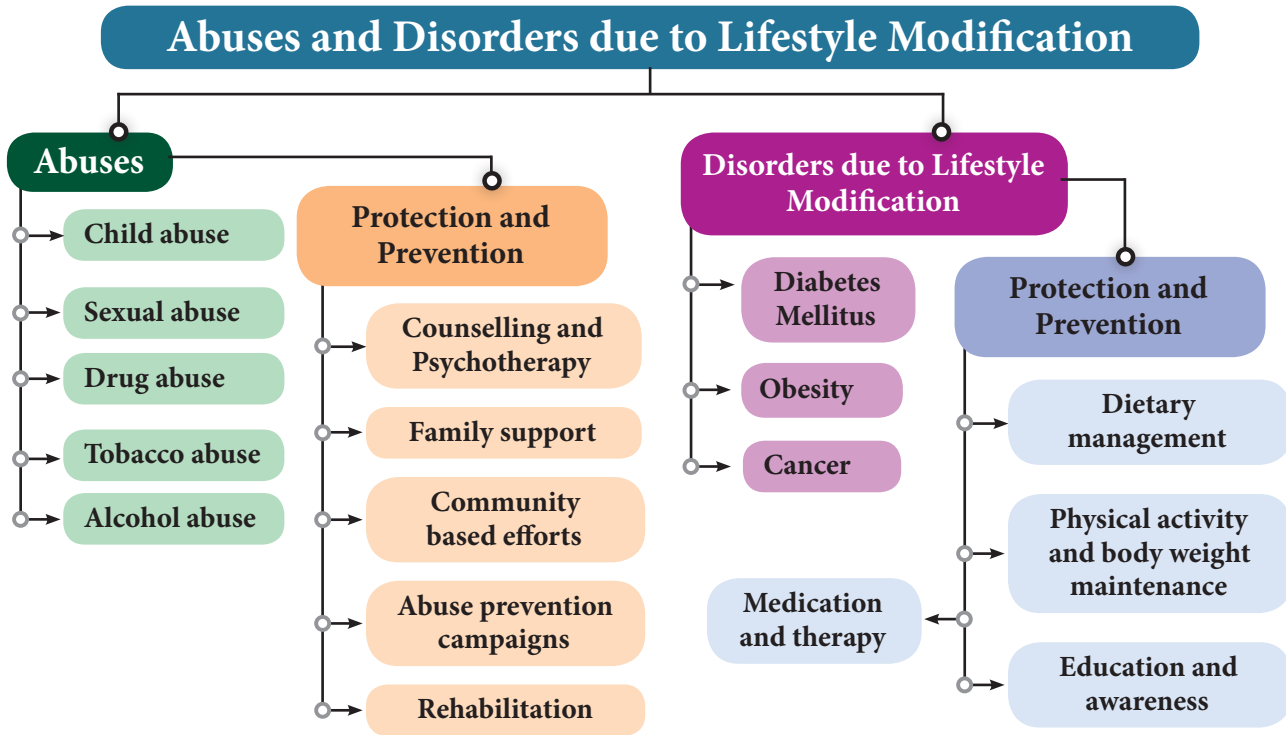 Abuses and Disorders due to Lifestyle Modification
Abuses
Child abuse
Sexual abuse
Drug abuse
Tobacco abuse
Alcohol abuse
Protection and
Prevention
Counselling and
Psychotherapy
Family support
Community
based efforts
Abuse prevention
campaigns
Rehabilitation
Disorders due to Lifestyle
Modification
Diabetes
Mellitus
Obesity
Cancer
Protection and
Prevention
Dietary
management
Physical activity
and body weight
maintenance
Medication
and therapy
Education and
awareness